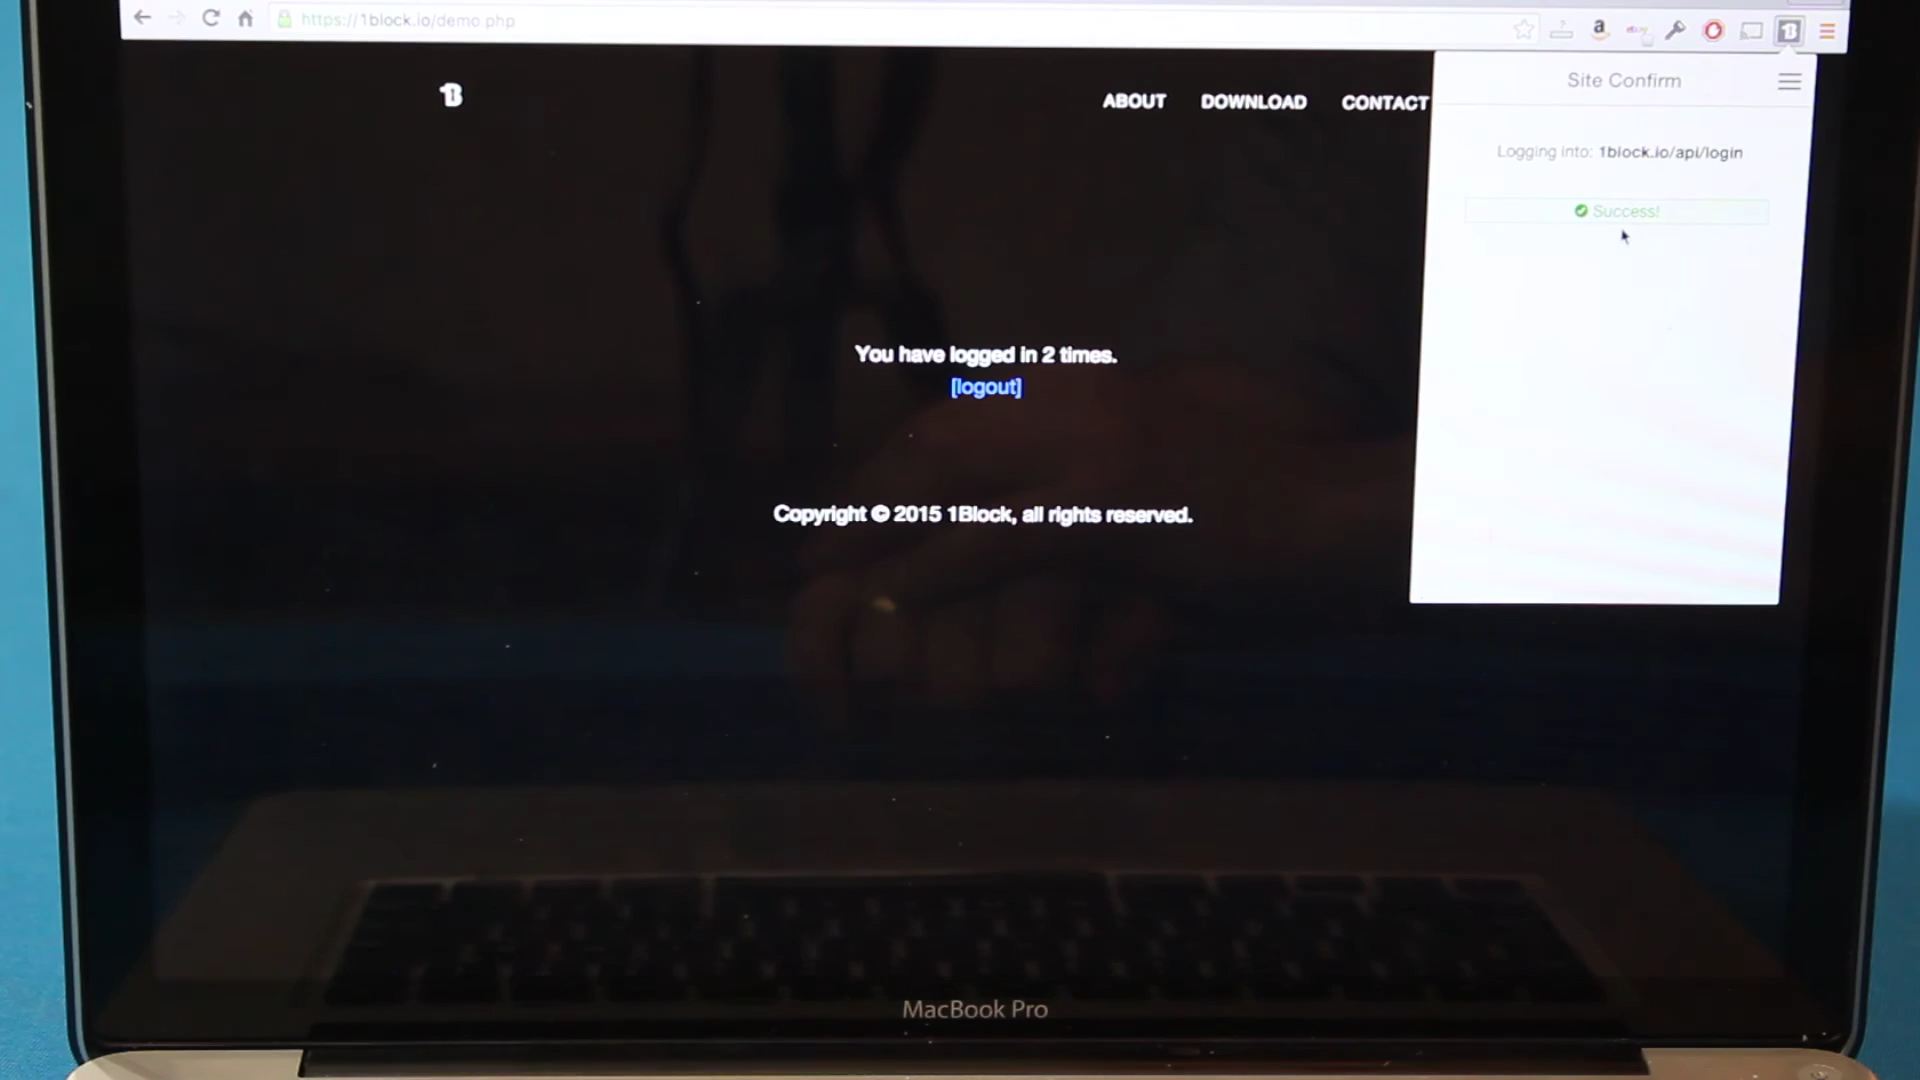 https://1block.io/demo.php
1B
ABOUT DOWNLOAD CONTACT
Site Confirm
Logging into: 1block.io/api/login
Success!
You have logged in 2 times.
[logout]
Copyright © 2015 1Block, all rights reserved.
MacBook Pro